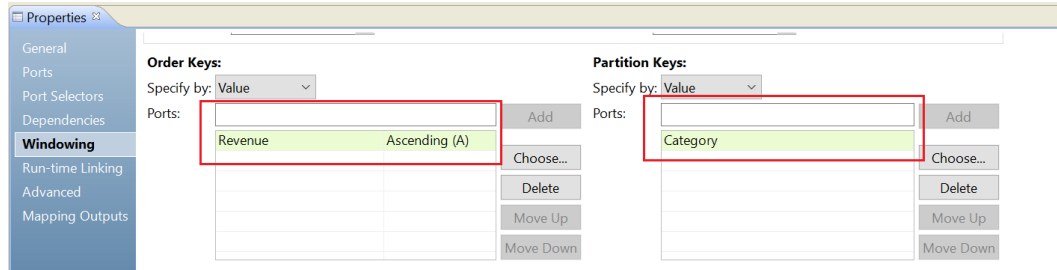 Properties
General
Ports
Port Selectors
Dependencies
Windowing
Run-time Linking
Advanced
Mapping Outputs
Order Keys:
Specify by: Value
Ports:
Add
Revenue Ascending (A)
Choose...
Delete
Move Up
Move Down
Partition Keys:
Specify by: Value
Ports:
Add
Category
Choose...
Delete
Move Up
Move Down